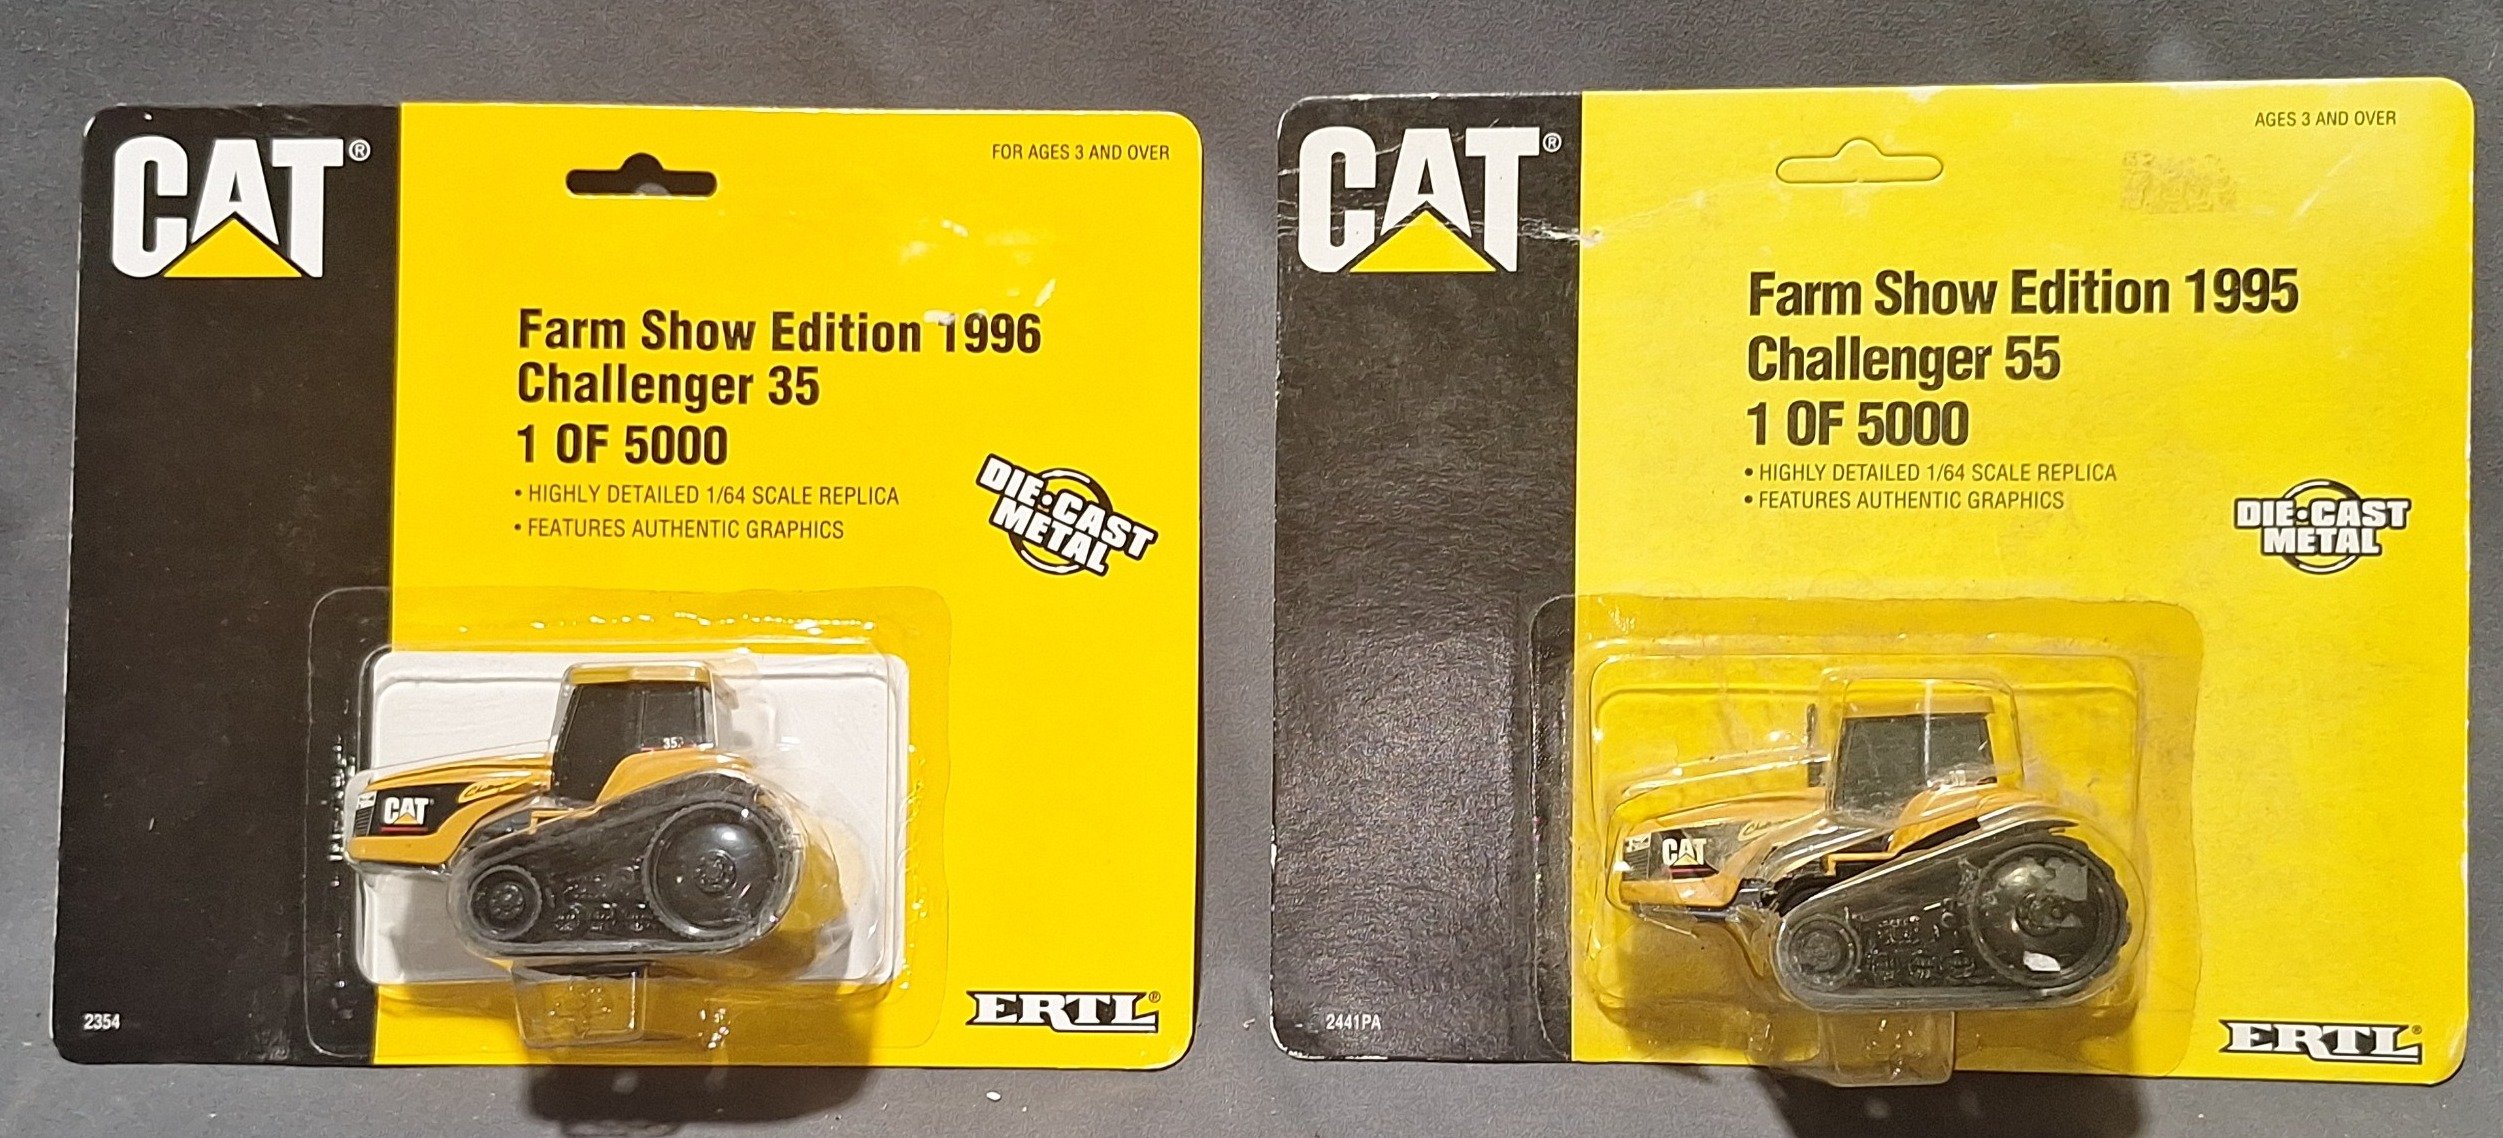 CAT®
FOR AGES 3 AND OVER
Farm Show Edition 1996
Challenger 35
1 OF 5000
• HIGHLY DETAILED 1/64 SCALE REPLICA
• FEATURES AUTHENTIC GRAPHICS
DIE•CAST
METAL
35
CAT
2354
ERTL®
CAT®
AGES 3 AND OVER
Farm Show Edition 1995
Challenger 55
1 OF 5000
• HIGHLY DETAILED 1/64 SCALE REPLICA
• FEATURES AUTHENTIC GRAPHICS
DIE•CAST
METAL
CAT
2441PA
ERTL®